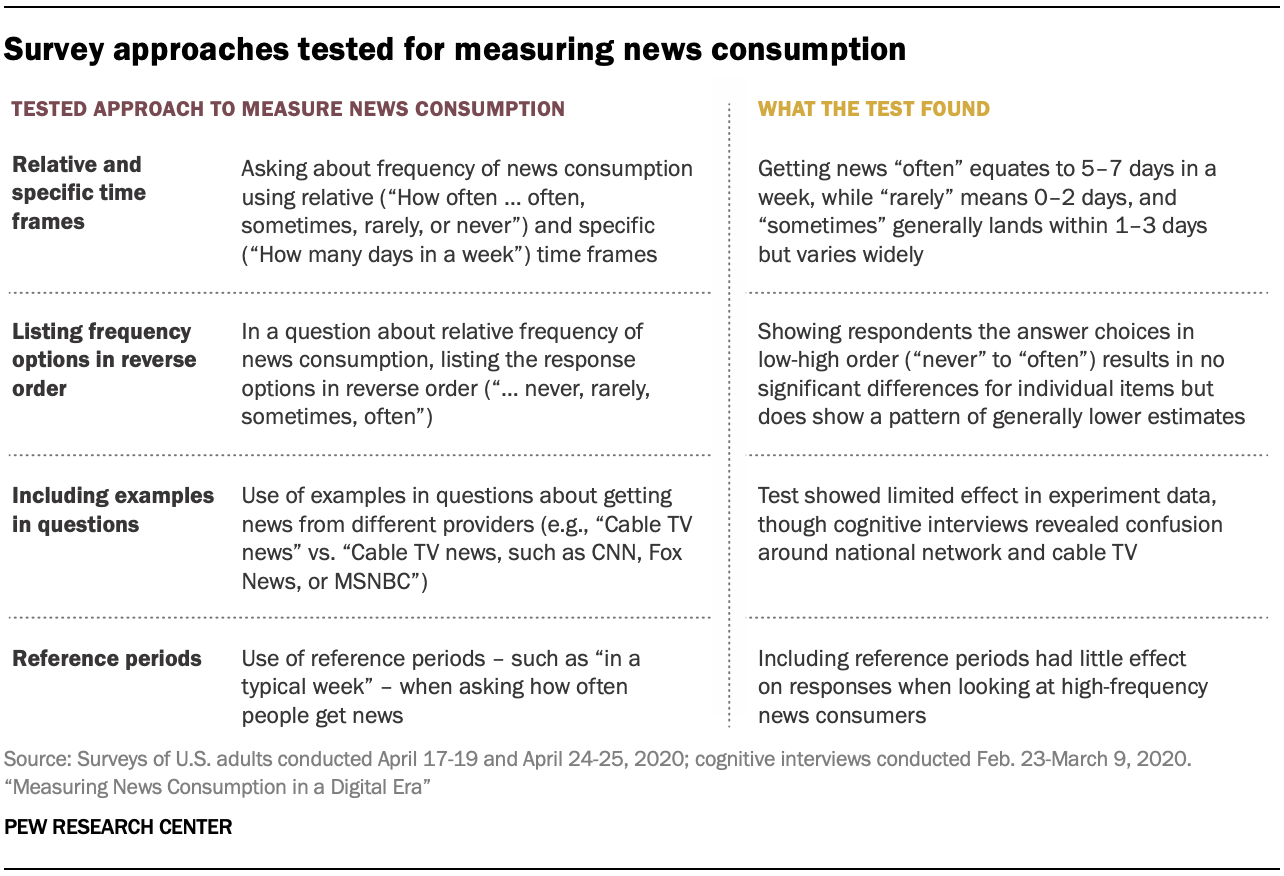 Survey approaches tested for measuring news consumption
TESTED APPROACH TO MEASURE NEWS CONSUMPTION
WHAT THE TEST FOUND
Relative and
specific time
frames
Asking about frequency of news consumption
using relative (“How often ... often,
sometimes, rarely, or never”) and specific
(“How many days in a week”) time frames
Getting news “often” equates to 5–7 days in a
week, while “rarely” means 0–2 days, and
“sometimes” generally lands within 1–3 days
but varies widely
Listing frequency
options in reverse
order
In a question about relative frequency of
news consumption, listing the response
options in reverse order (“... never, rarely,
sometimes, often”)
Showing respondents the answer choices in
low-high order (“never” to “often”) results in no
significant differences for individual items but
does show a pattern of generally lower estimates
Including examples
in questions
Use of examples in questions about getting
news from different providers (e.g., “Cable TV
news” vs. “Cable TV news, such as CNN, Fox
News, or MSNBC”)
Test showed limited effect in experiment data,
though cognitive interviews revealed confusion
around national network and cable TV
Reference periods
Use of reference periods – such as “in a
typical week” – when asking how often
people get news
Including reference periods had little effect
on responses when looking at high-frequency
news consumers
Source: Surveys of U.S. adults conducted April 17-19 and April 24-25, 2020; cognitive interviews conducted Feb. 23-March 9, 2020.
“Measuring News Consumption in a Digital Era”
PEW RESEARCH CENTER